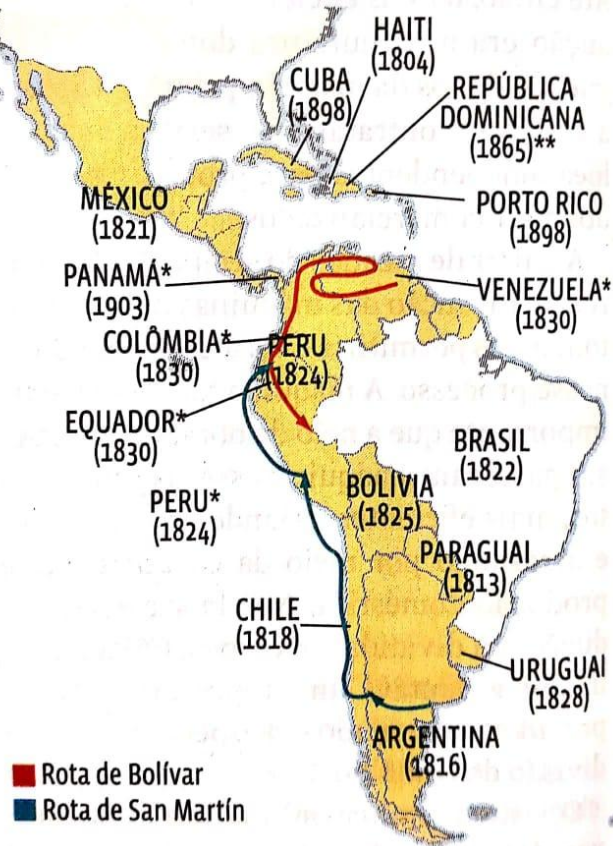 HAITI
(1804)
CUBA
(1898)
REPÚBLICA
DOMINICANA
(1865)**
MÉXICO
(1821)
PORTO RICO
(1898)
PANAMÁ*
(1903)
VENEZUELA*
(1830)
COLÔMBIA*
(1830)
PERU
(1824)
EQUADOR*
(1830)
BRASIL
(1822)
PERU*
(1824)
BOLÍVIA
(1825)
PARAGUAI
(1813)
CHILE
(1818)
URUGUAI
(1828)
ARGENTINA
(1816)
Rota de Bolívar
Rota de San Martín